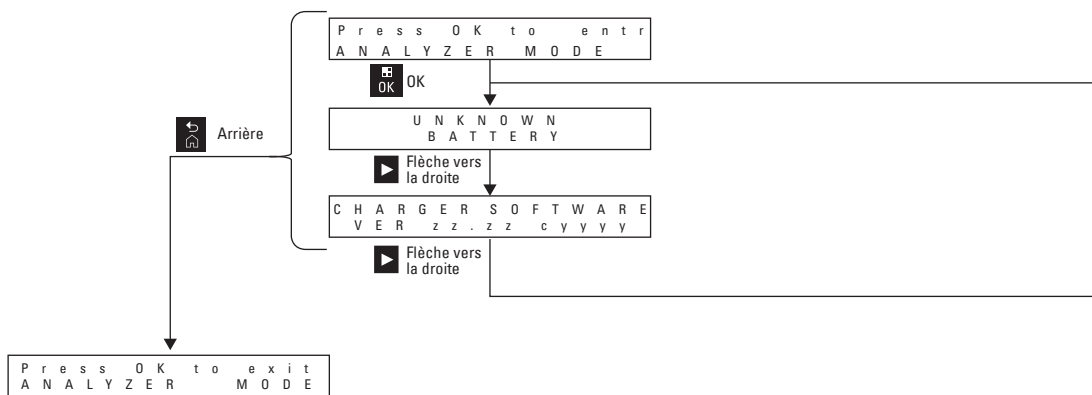 Press OK to entr
ANALYZER MODE
OK
OK
UNKNOWN
BATTERY
Arrière
Flèche vers
la droite
CHARGER SOFTWARE
VER zz.zz cyyyy
Flèche vers
la droite
Press OK to exit
ANALYZER MODE